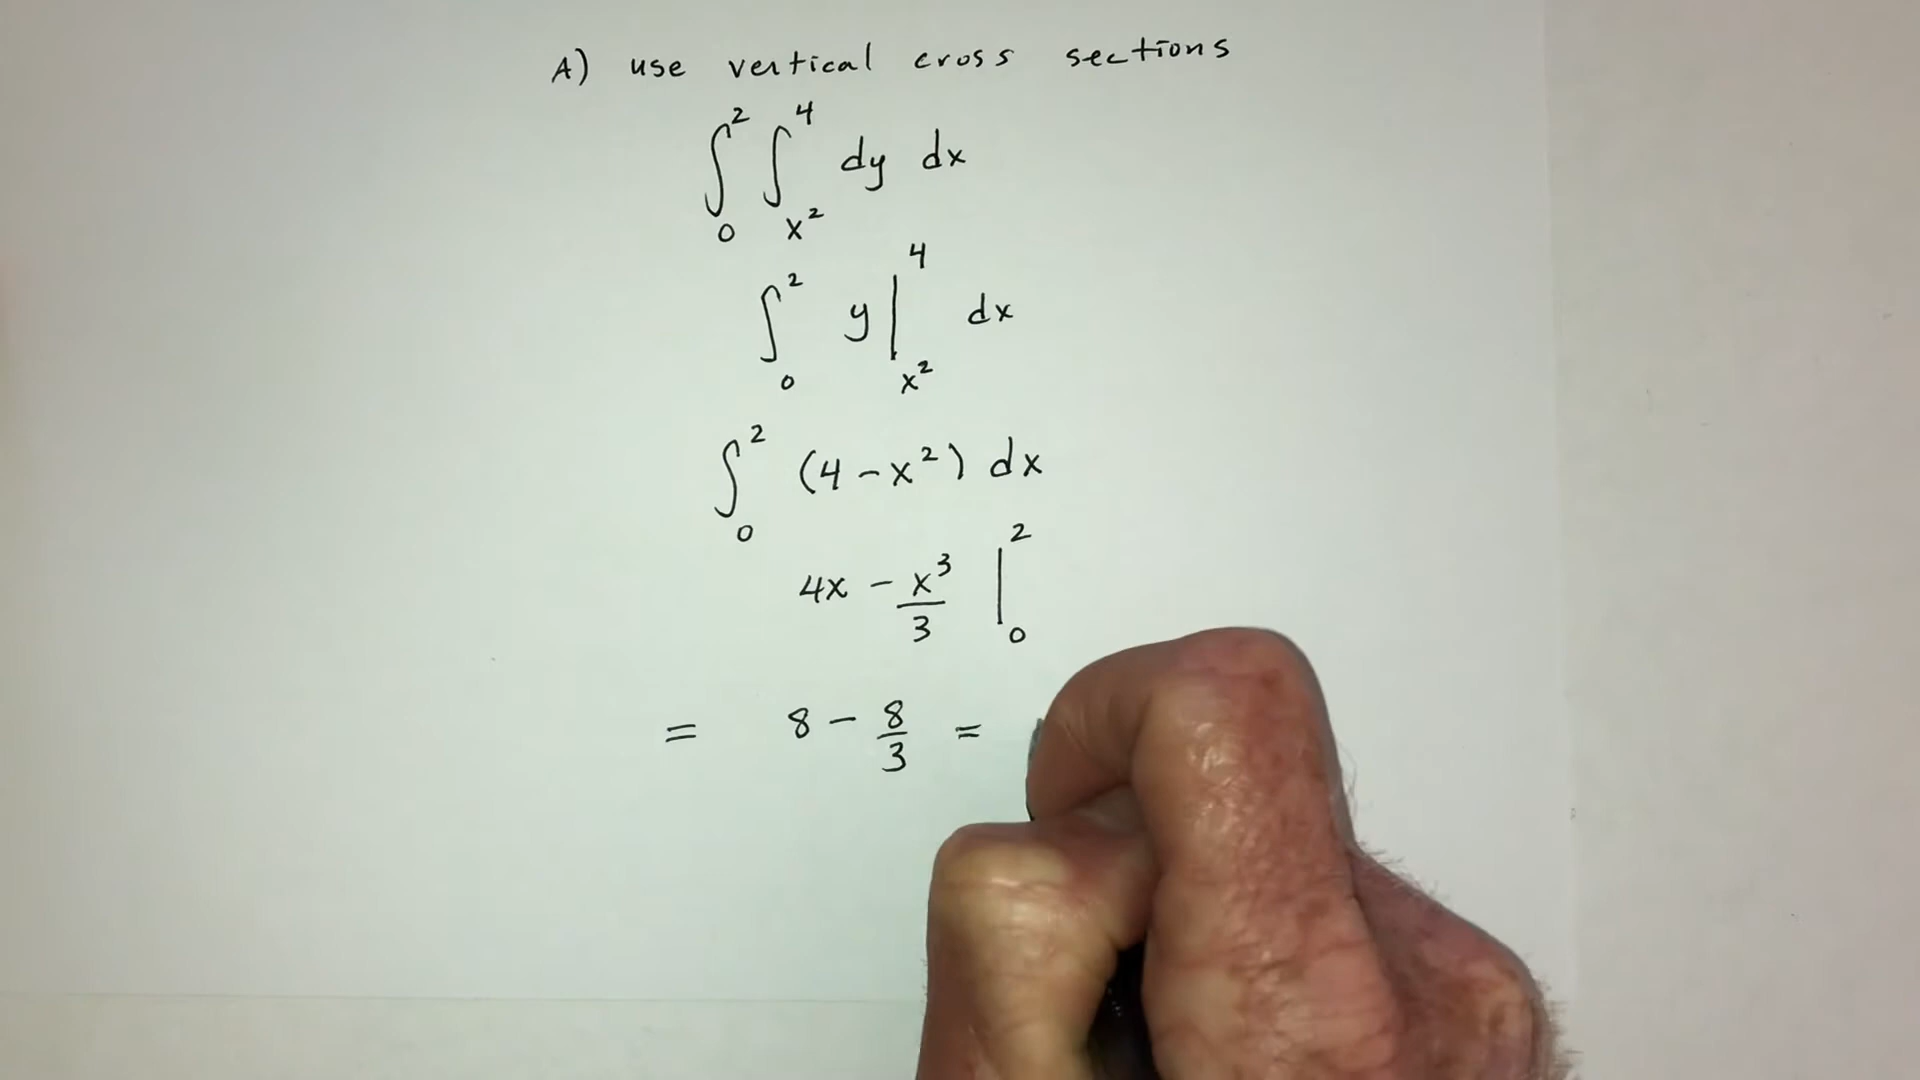 A) use vertical cross sections
∫₀² ∫ₓ²⁴ dy dx
∫₀² y |ₓ²⁴ dx
∫₀² (4 - x²) dx
4x - x³/3 |₀²
= 8 - 8/3 =